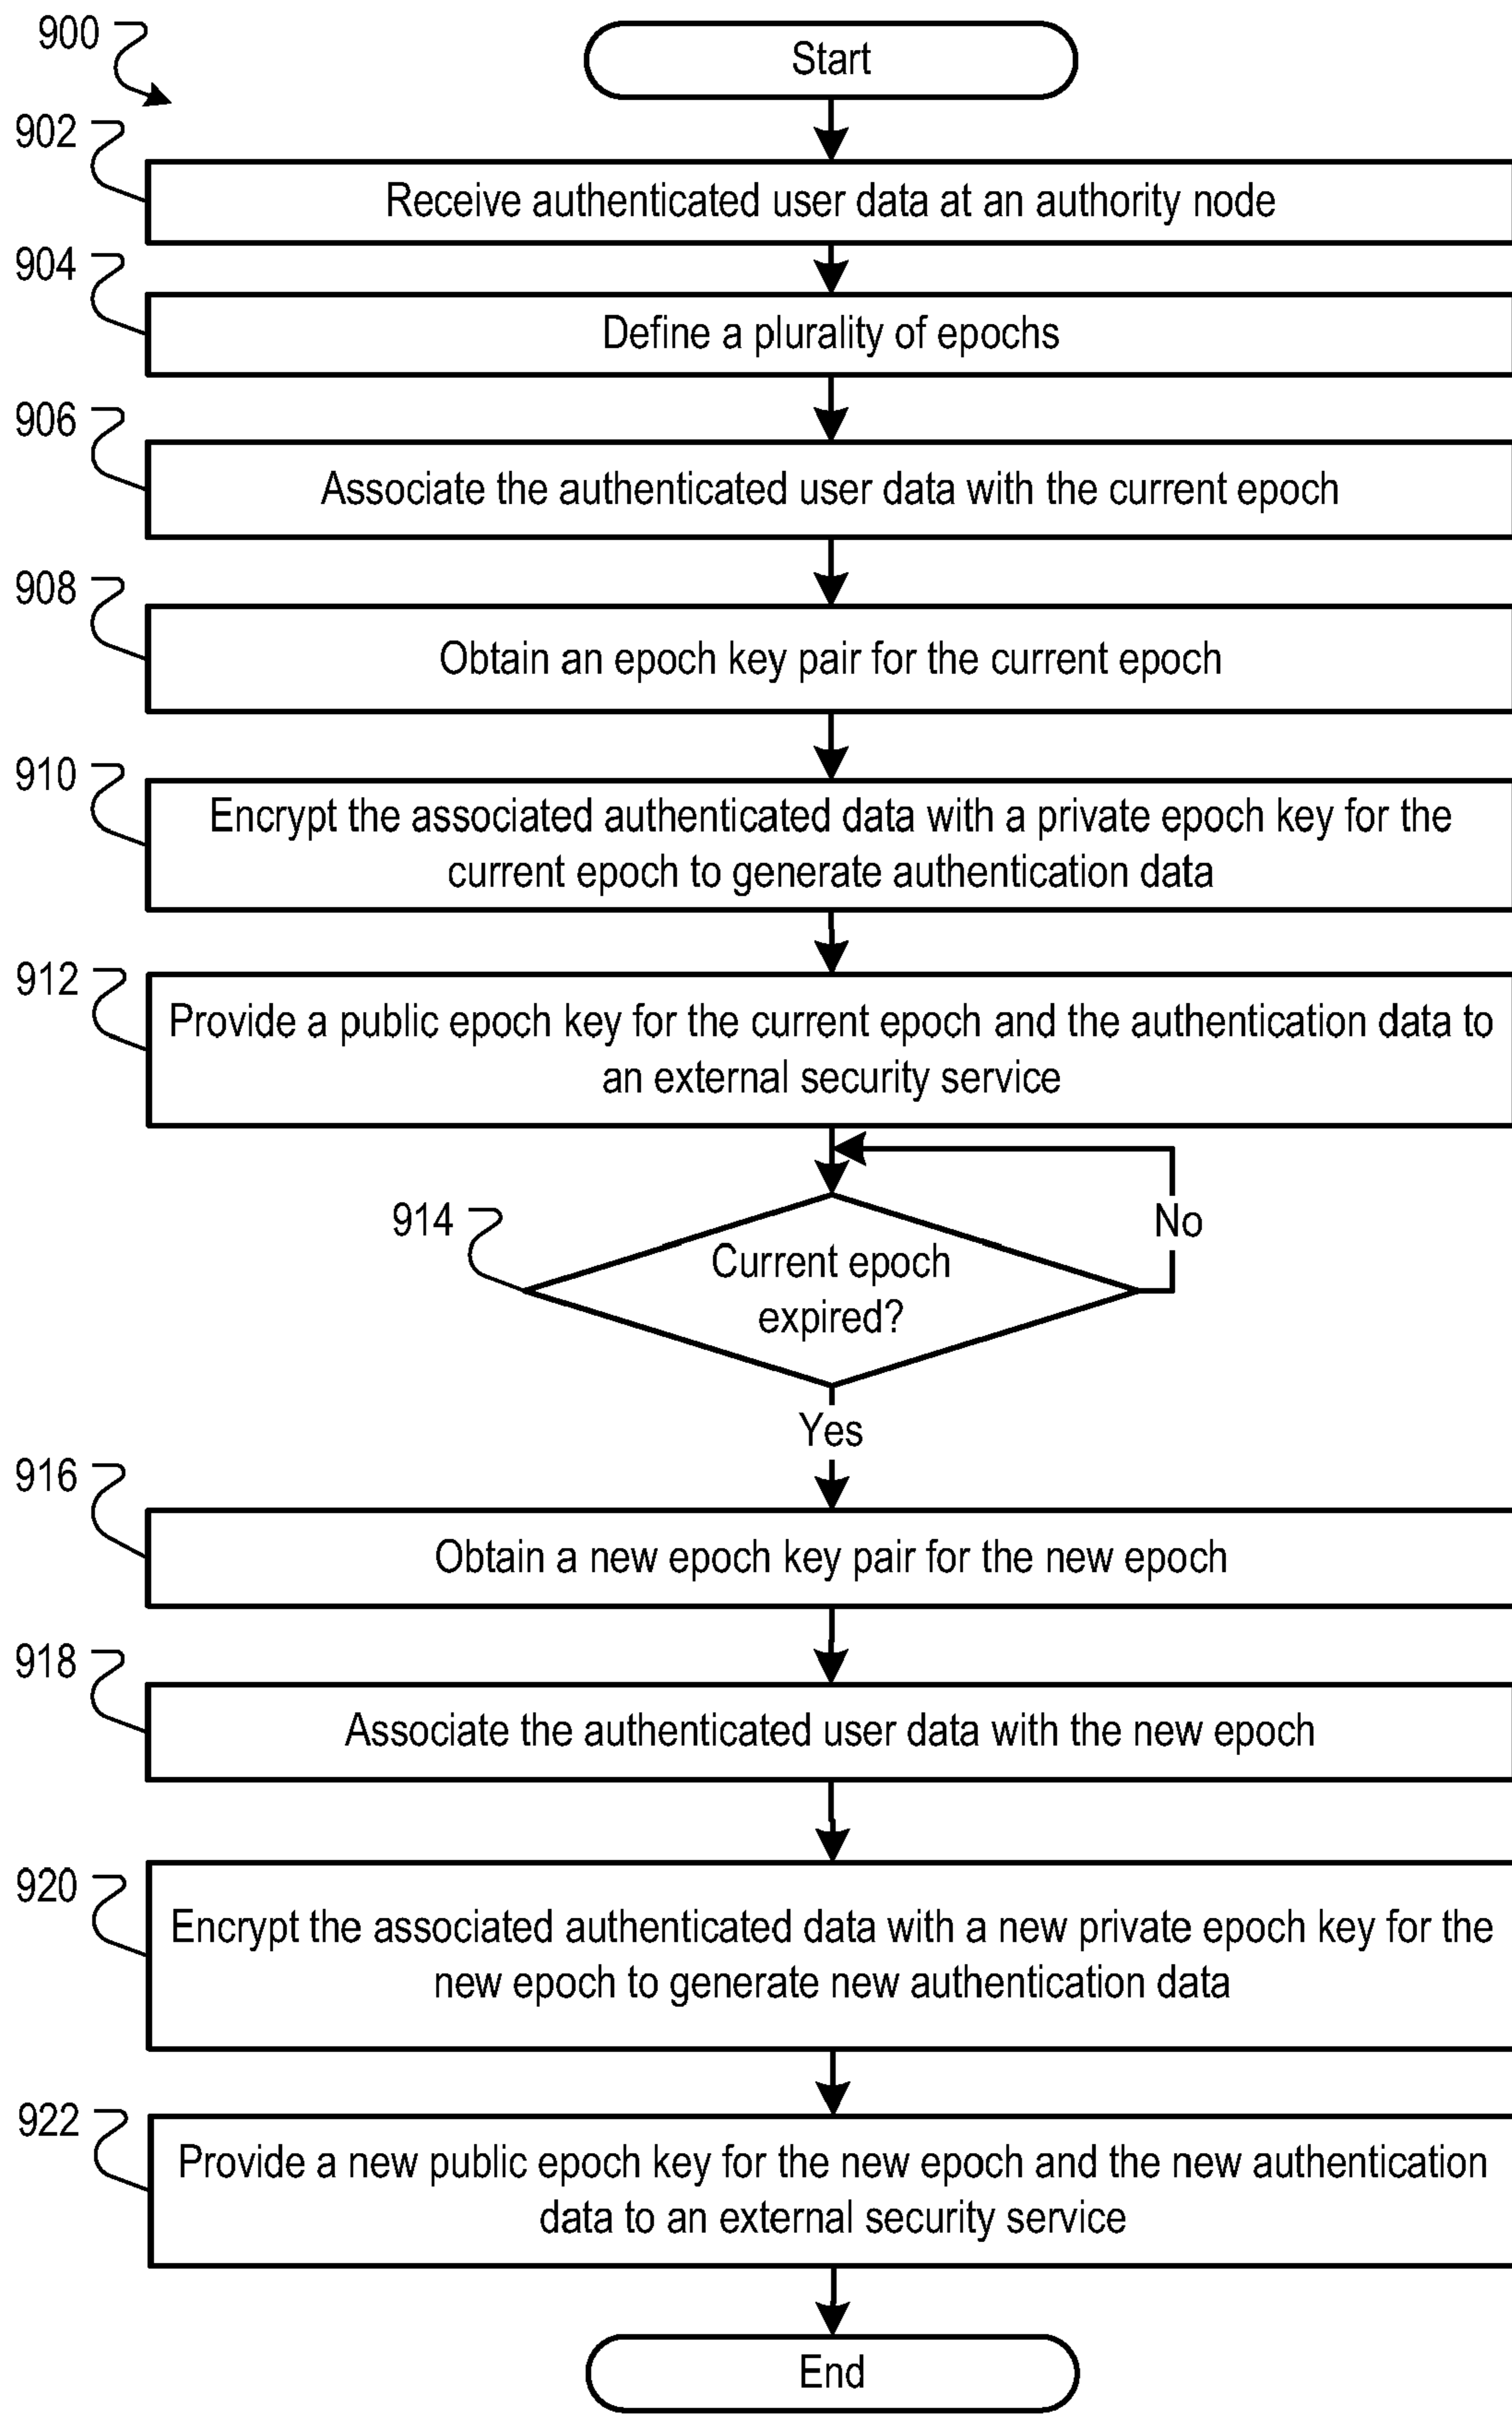 900
Start
902
Receive authenticated user data at an authority node
904
Define a plurality of epochs
906
Associate the authenticated user data with the current epoch
908
Obtain an epoch key pair for the current epoch
910
Encrypt the associated authenticated data with a private epoch key for the
current epoch to generate authentication data
912
Provide a public epoch key for the current epoch and the authentication data to
an external security service
914
No
Current epoch
expired?
Yes
916
Obtain a new epoch key pair for the new epoch
918
Associate the authenticated user data with the new epoch
920
Encrypt the associated authenticated data with a new private epoch key for the
new epoch to generate new authentication data
922
Provide a new public epoch key for the new epoch and the new authentication
data to an external security service
End